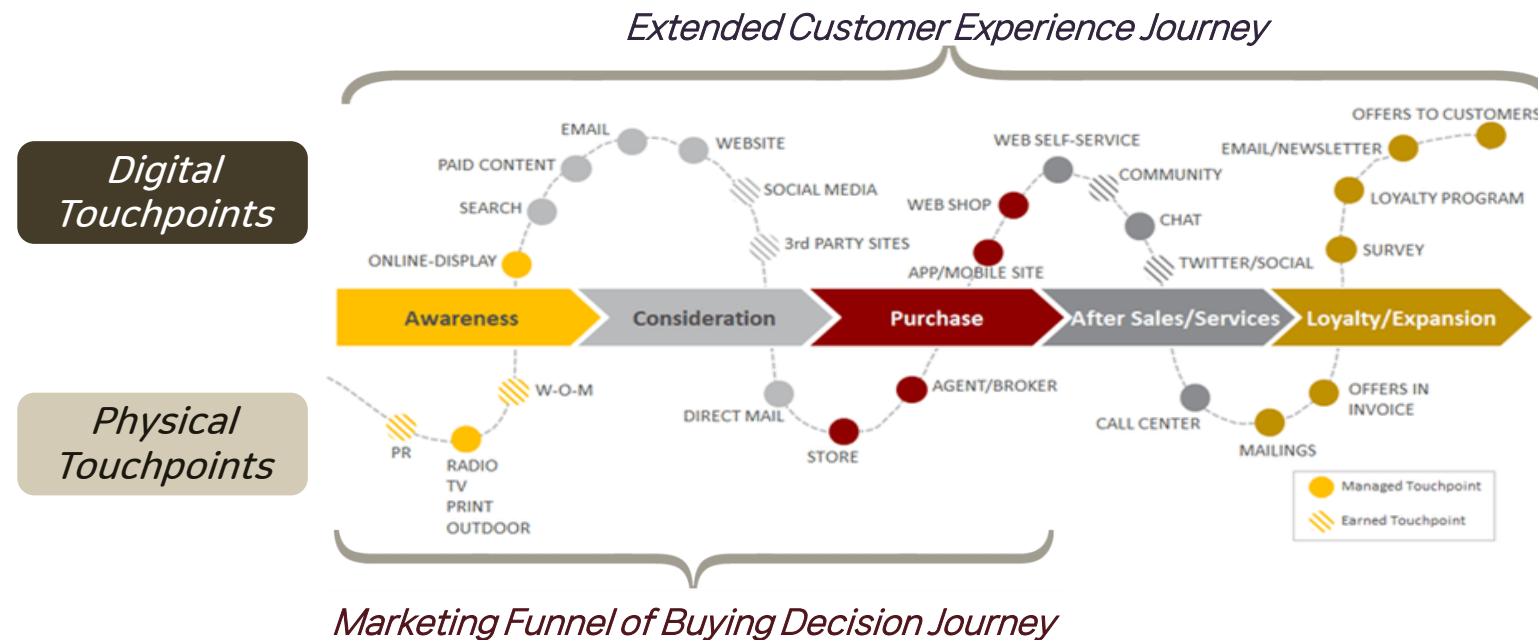 Extended Customer Experience Journey
Digital
Touchpoints
OFFERS TO CUSTOMERS
EMAIL
WEBSITE
WEB SELF-SERVICE
EMAIL/NEWSLETTER
PAID CONTENT
SOCIAL MEDIA
COMMUNITY
LOYALTY PROGRAM
SEARCH
WEB SHOP
CHAT
3rd PARTY SITES
SURVEY
ONLINE-DISPLAY
APP/MOBILE SITE
TWITTER/SOCIAL
Awareness
Consideration
Purchase
After Sales/Services
Loyalty/Expansion
Physical
Touchpoints
W-O-M
AGENT/BROKER
OFFERS IN
INVOICE
DIRECT MAIL
CALL CENTER
PR
STORE
MAILINGS
RADIO
TV
PRINT
OUTDOOR
Managed Touchpoint
Earned Touchpoint
Marketing Funnel of Buying Decision Journey